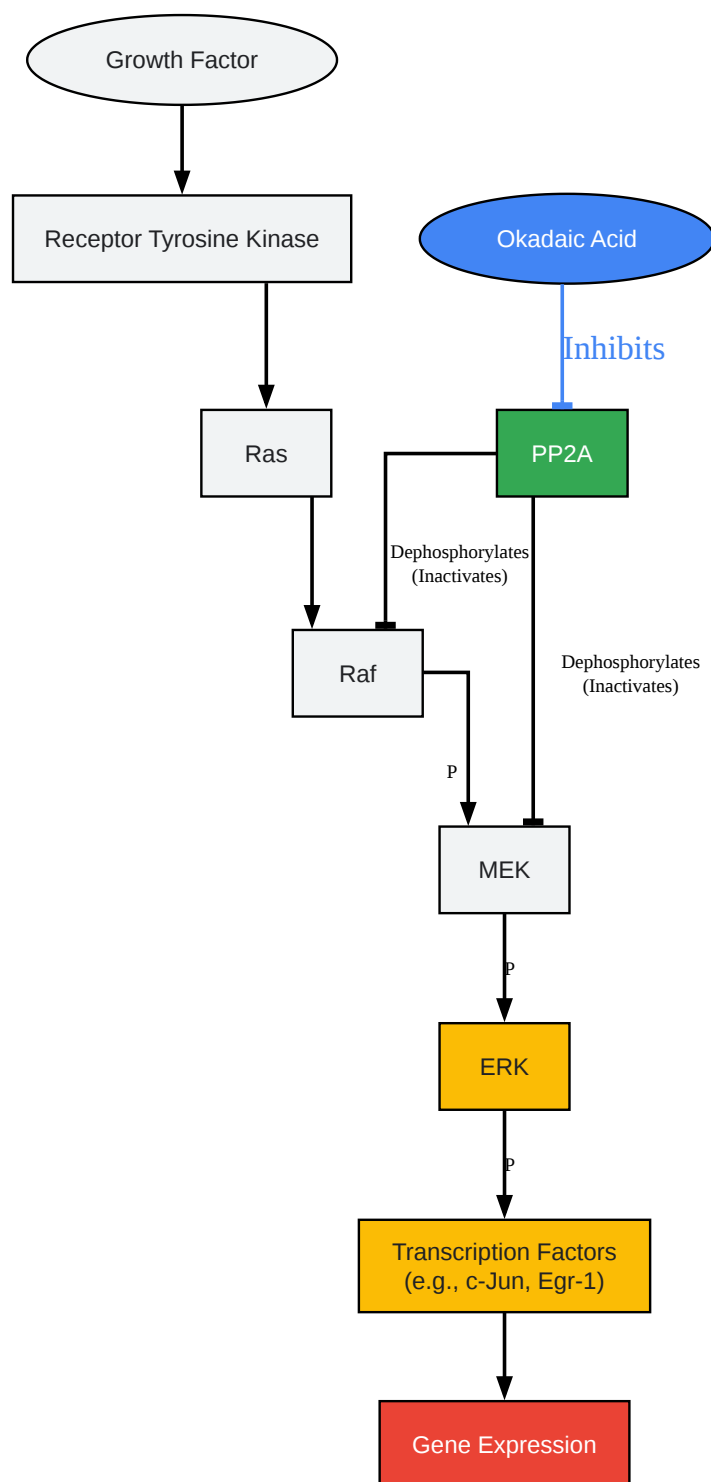 Growth Factor
Receptor Tyrosine Kinase
Okadaic Acid
Inhibits
Ras
PP2A
Dephosphorylates
(Inactivates)
Dephosphorylates
(Inactivates)
Raf
P
MEK
P
ERK
P
Transcription Factors
(e.g., c-Jun, Egr-1)
Gene Expression